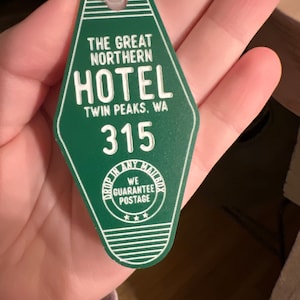 THE GREAT
NORTHERN
HOTEL
TWIN PEAKS, WA
315
DROP IN ANY MAILBOX
WE
GUARANTEE
POSTAGE